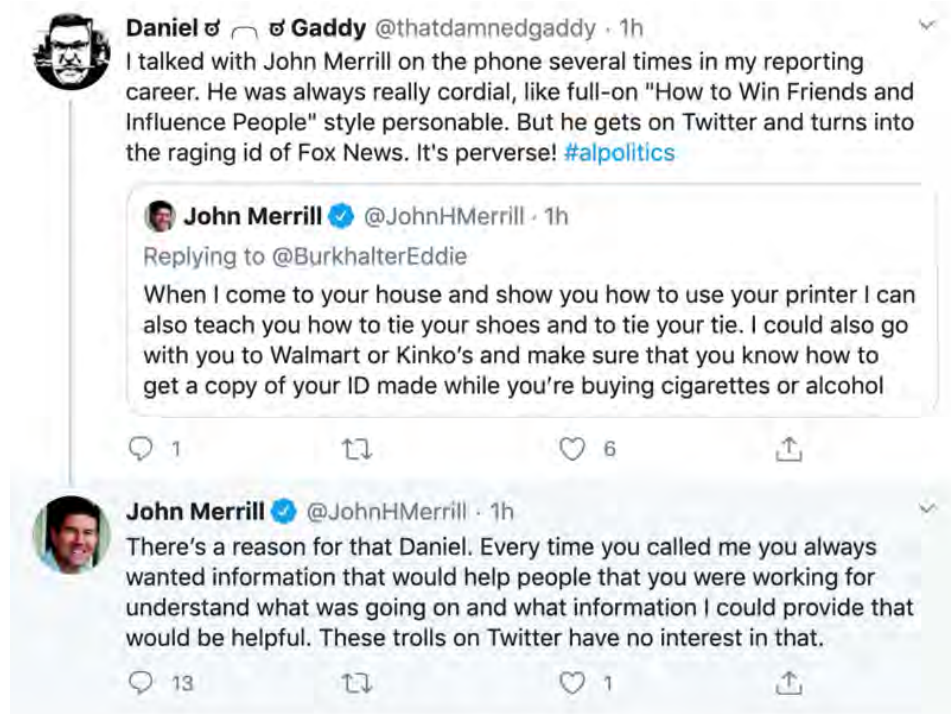 Daniel ಠ ⁔ ಠ Gaddy @thatdamnedgaddy · 1h
I talked with John Merrill on the phone several times in my reporting
career. He was always really cordial, like full-on "How to Win Friends and
Influence People" style personable. But he gets on Twitter and turns into
the raging id of Fox News. It's perverse! #alpolitics
John Merrill @JohnHMerrill · 1h
Replying to @BurkhalterEddie
When I come to your house and show you how to use your printer I can
also teach you how to tie your shoes and to tie your tie. I could also go
with you to Walmart or Kinko’s and make sure that you know how to
get a copy of your ID made while you’re buying cigarettes or alcohol
1 6
John Merrill @JohnHMerrill · 1h
There’s a reason for that Daniel. Every time you called me you always
wanted information that would help people that you were working for
understand what was going on and what information I could provide that
would be helpful. These trolls on Twitter have no interest in that.
13 1